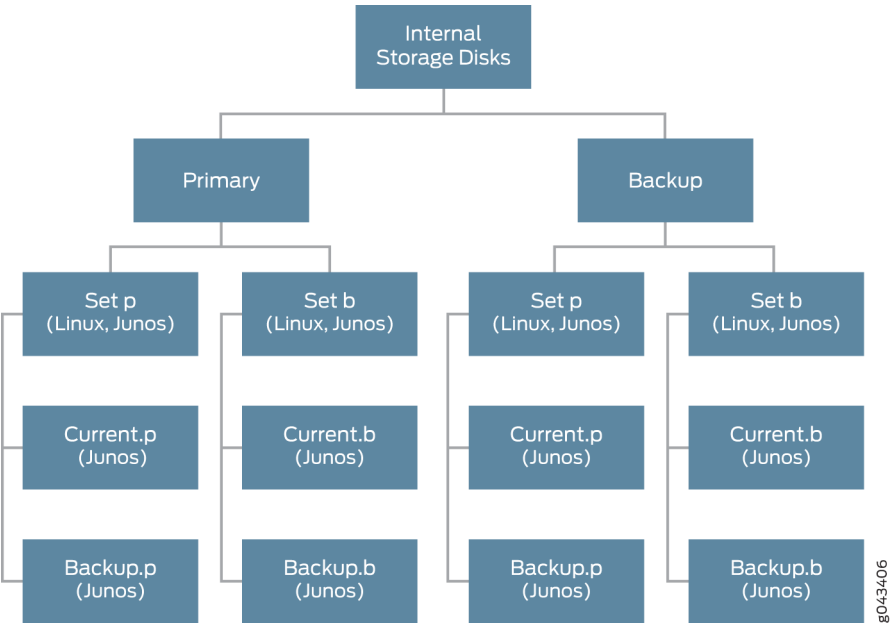 Internal
Storage Disks
Primary
Backup
Set p
(Linux, Junos)
Set b
(Linux, Junos)
Set p
(Linux, Junos)
Set b
(Linux, Junos)
Current.p
(Junos)
Current.b
(Junos)
Current.p
(Junos)
Current.b
(Junos)
Backup.p
(Junos)
Backup.b
(Junos)
Backup.p
(Junos)
Backup.b
(Junos)
g043406